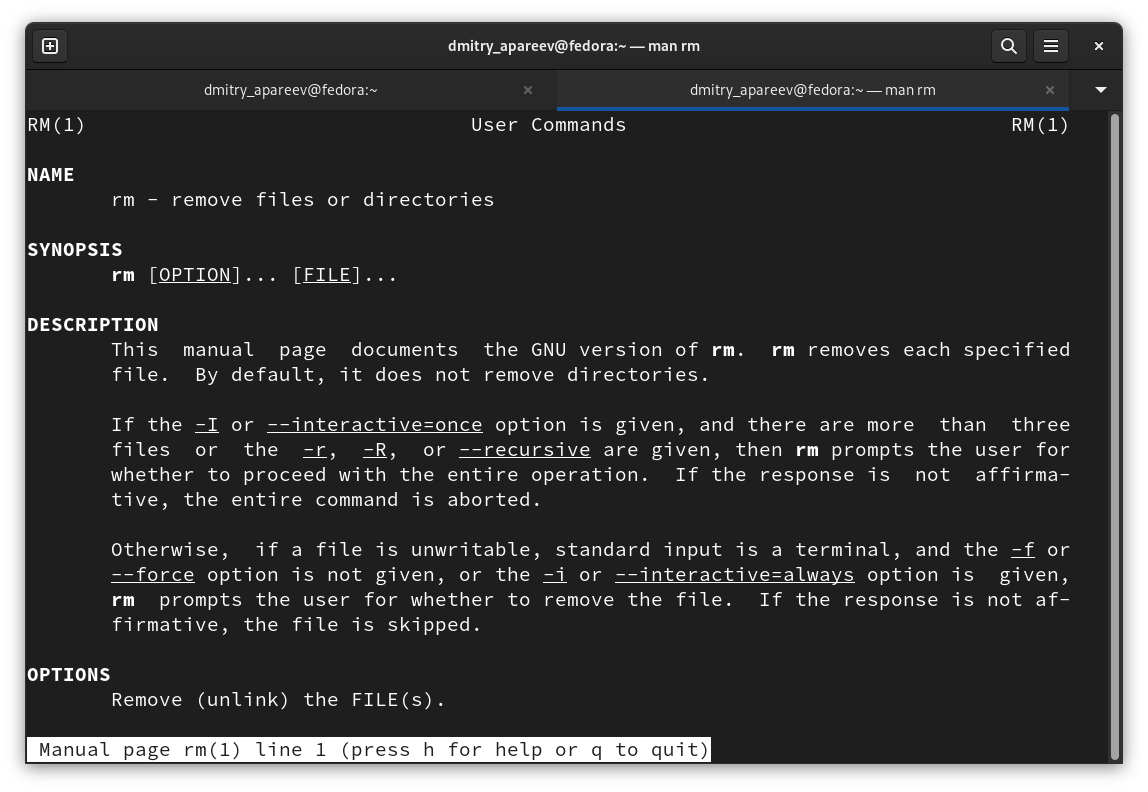 dmitry_apareev@fedora:~ — man rm
dmitry_apareev@fedora:~ dmitry_apareev@fedora:~ — man rm
RM(1) User Commands RM(1)
NAME
rm - remove files or directories
SYNOPSIS
rm [OPTION]... [FILE]...
DESCRIPTION
This  manual  page  documents  the GNU version of rm.  rm removes each specified
file.  By default, it does not remove directories.
If the -I or --interactive=once option is given, and there are more  than  three
files  or  the  -r,  -R,  or --recursive are given, then rm prompts the user for
whether to proceed with the entire operation.  If the response is  not  affirma-
tive, the entire command is aborted.
Otherwise,  if a file is unwritable, standard input is a terminal, and the -f or
--force option is not given, or the -i or --interactive=always option is  given,
rm  prompts the user for whether to remove the file.  If the response is not af-
firmative, the file is skipped.
OPTIONS
Remove (unlink) the FILE(s).
Manual page rm(1) line 1 (press h for help or q to quit)